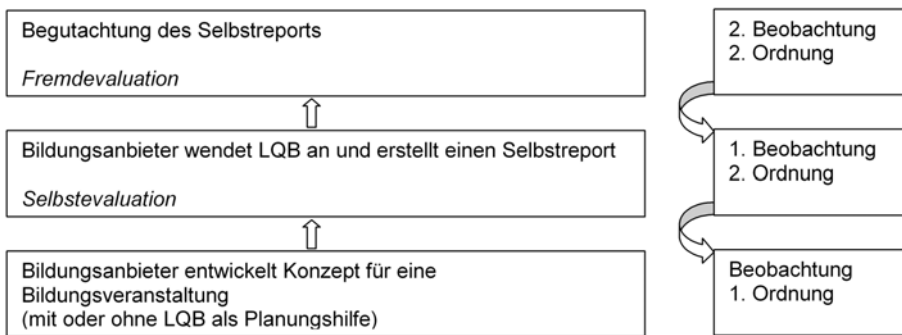 Begutachtung des Selbstreports
Fremdevaluation
2. Beobachtung
2. Ordnung
Bildungsanbieter wendet LQB an und erstellt einen Selbstreport
Selbstevaluation
1. Beobachtung
2. Ordnung
Bildungsanbieter entwickelt Konzept für eine
Bildungsveranstaltung
(mit oder ohne LQB als Planungshilfe)
Beobachtung
1. Ordnung